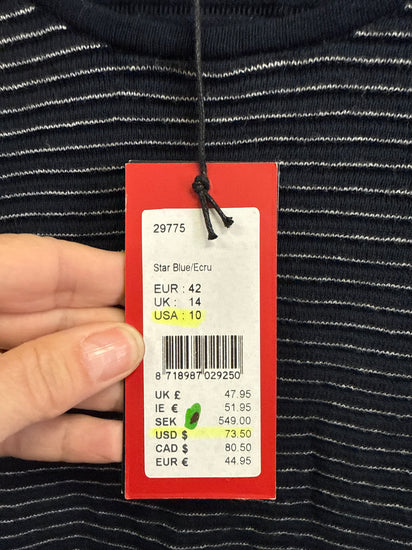 29775
Star Blue/Ecru
EUR : 42
UK : 14
USA : 10
8 718987 029250
UK £ 47.95
IE € 51.95
SEK 549.00
USD $ 73.50
CAD $ 80.50
EUR € 44.95